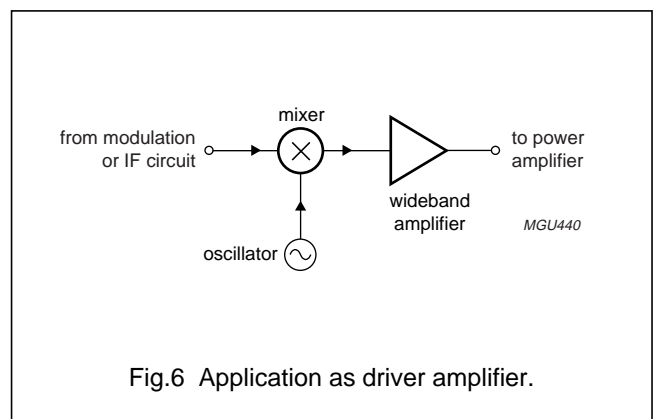 mixer
from modulation
or IF circuit
to power
amplifier
wideband
amplifier
MGU440
oscillator
Fig.6 Application as driver amplifier.